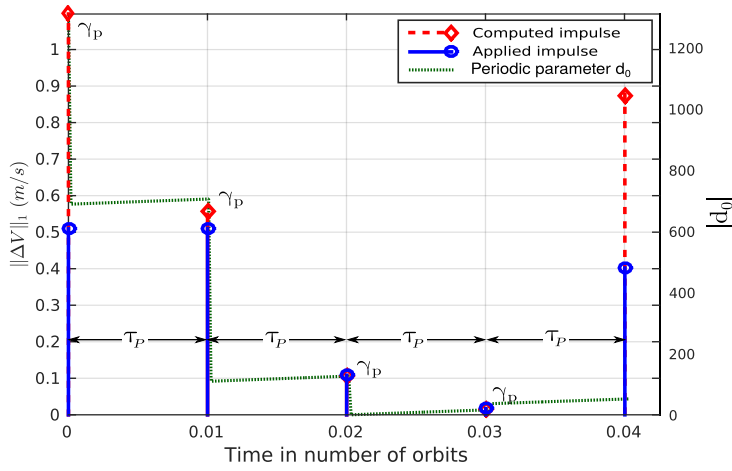 γp
Computed impulse
Applied impulse
Periodic parameter d0
1
0.9
0.8
0.7
0.6
0.5
0.4
0.3
0.2
0.1
0
||ΔV||1 (m/s)
γp
γp
γp
τP
τP
τP
τP
1200
1000
800
600
400
200
0
|d0|
0
0.01
0.02
0.03
0.04
Time in number of orbits